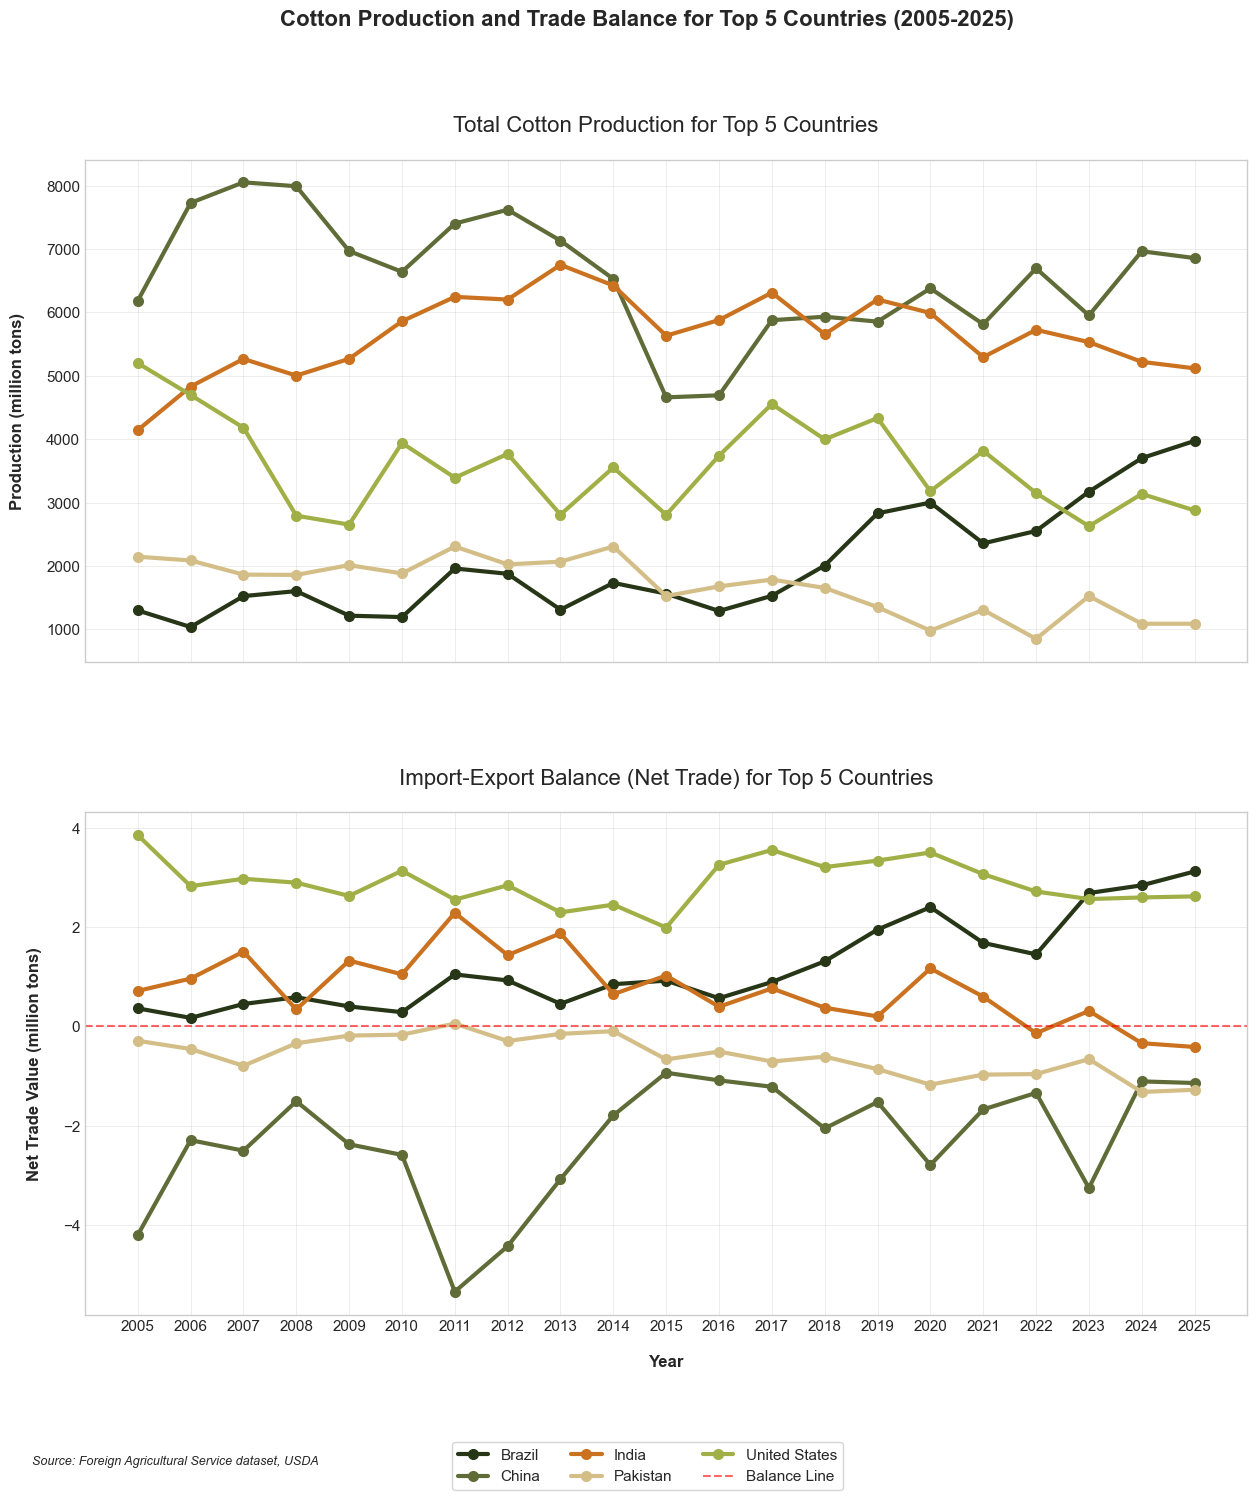 Cotton Production and Trade Balance for Top 5 Countries (2005-2025)
Total Cotton Production for Top 5 Countries
Production (million tons)
8000
7000
6000
5000
4000
3000
2000
1000
Import-Export Balance (Net Trade) for Top 5 Countries
Net Trade Value (million tons)
4
2
0
−2
−4
2005 2006 2007 2008 2009 2010 2011 2012 2013 2014 2015 2016 2017 2018 2019 2020 2021 2022 2023 2024 2025
Year
Source: Foreign Agricultural Service dataset, USDA
Brazil India United States
China Pakistan Balance Line